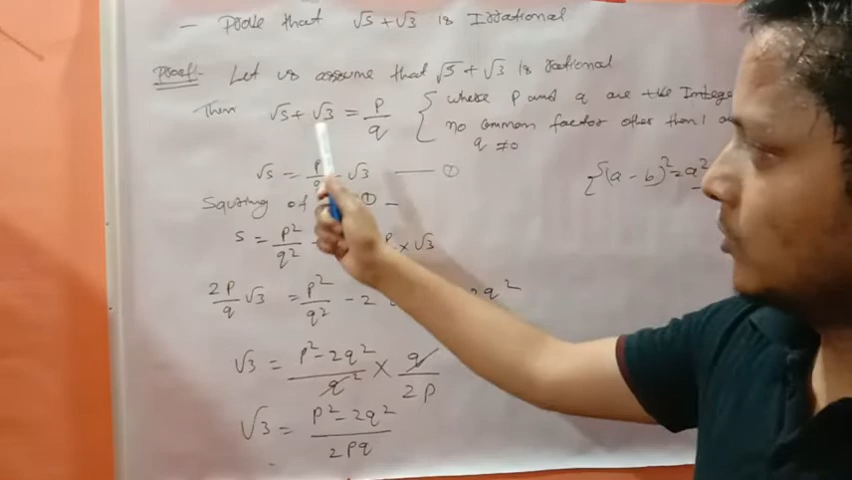 - Prove that √5 + √3 is Irrational
Proof:- Let us assume that √5 + √3 is rational
Then √5 + √3 = p/q { where p and q are the Intege
no common factor other than 1 a
q ≠ 0
√5 = p/q - √3 —— ①
{(a - b)² = a²
Squaring of ① -
5 = p²/q² p × √3
2p/q √3 = p²/q² - 2 2q²
√3 = p² - 2q²/q² × q/2p
√3 = p² - 2q²/2pq